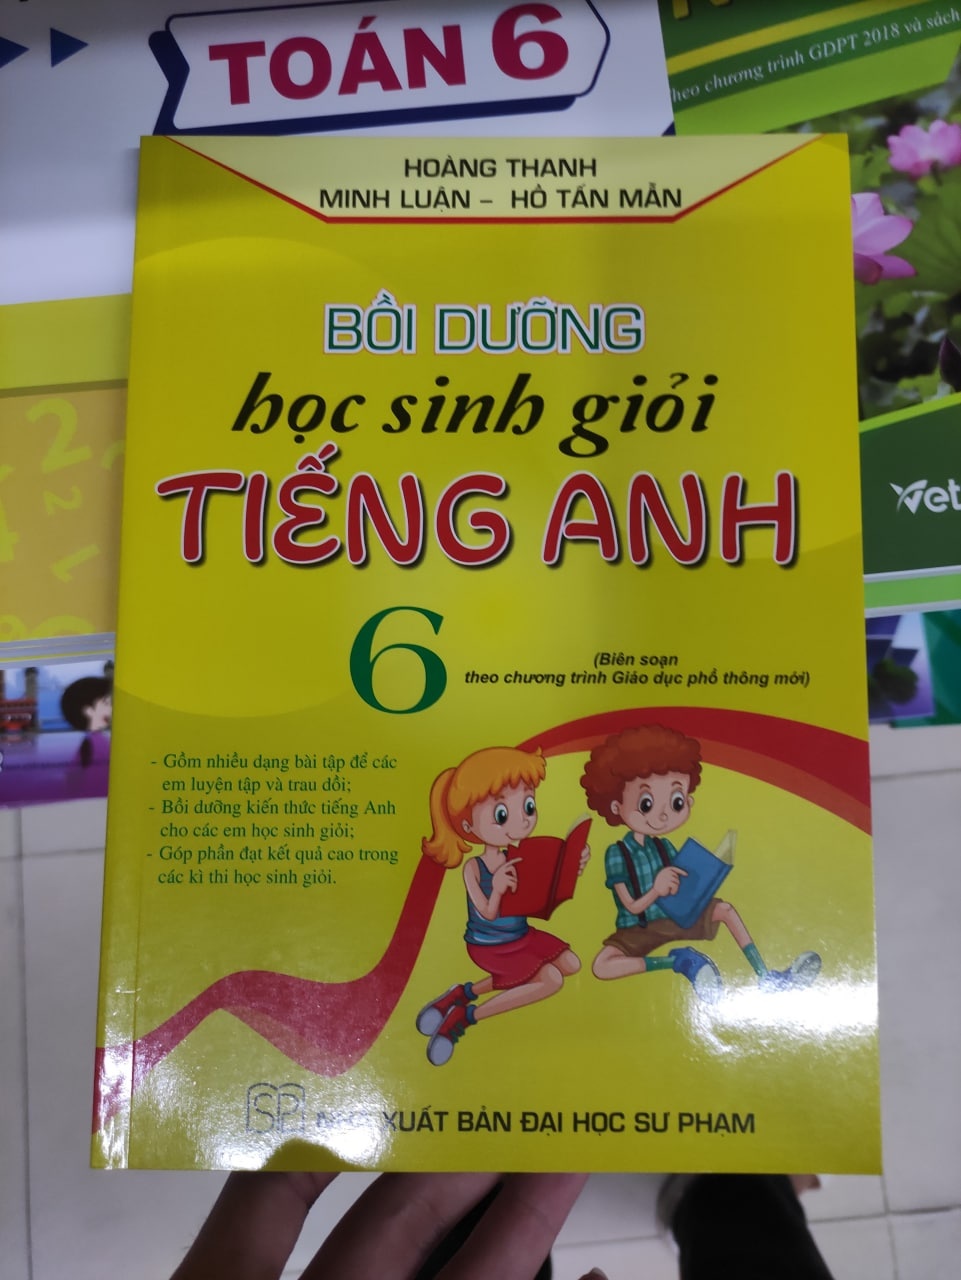 TOÁN 6
heo chương trình GDPT 2018 và sách
HOÀNG THANH
MINH LUẬN – HỒ TẤN MẪN
BỒI DƯỠNG
học sinh giỏi
TIẾNG ANH
6
(Biên soạn
theo chương trình Giáo dục phổ thông mới)
- Gồm nhiều dạng bài tập để các
em luyện tập và trau dồi;
- Bồi dưỡng kiến thức tiếng Anh
cho các em học sinh giỏi;
- Góp phần đạt kết quả cao trong
các kì thi học sinh giỏi.
Vet
XUẤT BẢN ĐẠI HỌC SƯ PHẠM